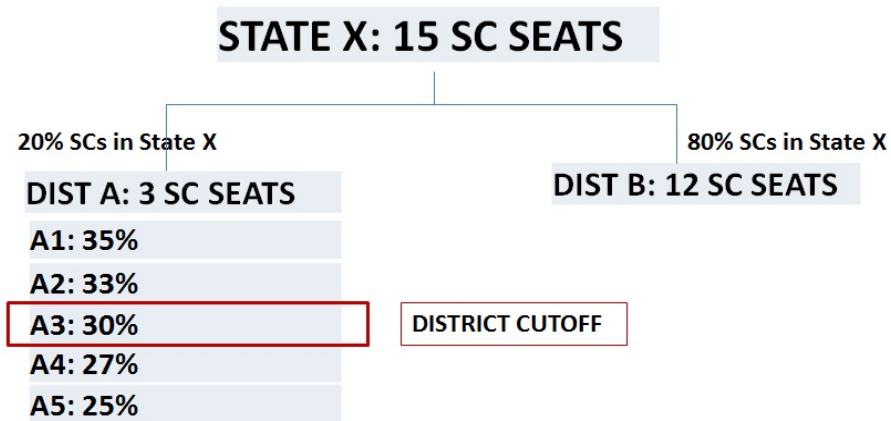 STATE X: 15 SC SEATS
20% SCs in State X
80% SCs in State X
DIST A: 3 SC SEATS
DIST B: 12 SC SEATS
A1: 35%
A2: 33%
A3: 30%
DISTRICT CUTOFF
A4: 27%
A5: 25%